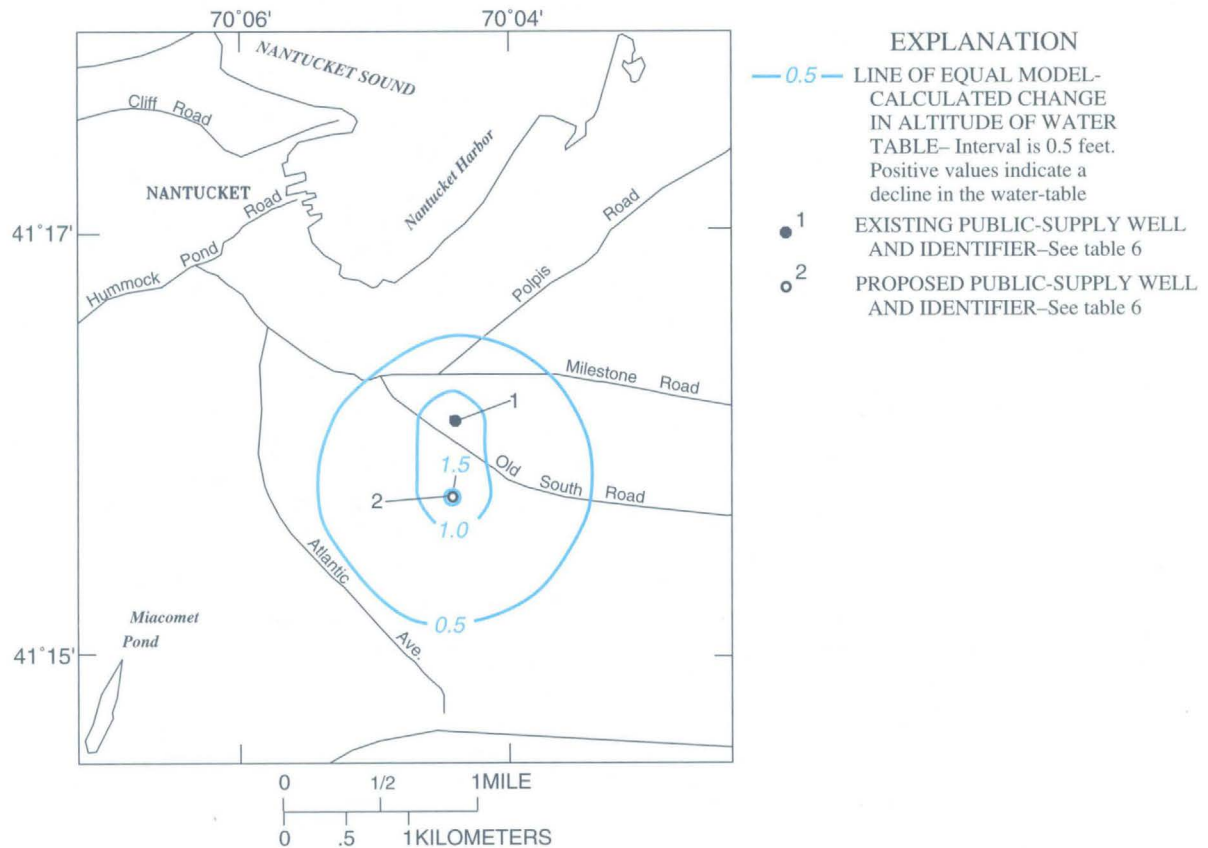 70°06'
70°04'
NANTUCKET SOUND
Cliff Road
Nantucket Harbor
NANTUCKET
Hummock Pond Road
41°17'
Polpis Road
Milestone Road
1
Old South Road
1.5
2
1.0
Atlantic Ave.
0.5
Miacomet
Pond
41°15'
0 1/2 1MILE
0 .5 1KILOMETERS
EXPLANATION
0.5 LINE OF EQUAL MODEL-
CALCULATED CHANGE
IN ALTITUDE OF WATER
TABLE– Interval is 0.5 feet.
Positive values indicate a
decline in the water-table
1 EXISTING PUBLIC-SUPPLY WELL
AND IDENTIFIER–See table 6
2 PROPOSED PUBLIC-SUPPLY WELL
AND IDENTIFIER–See table 6